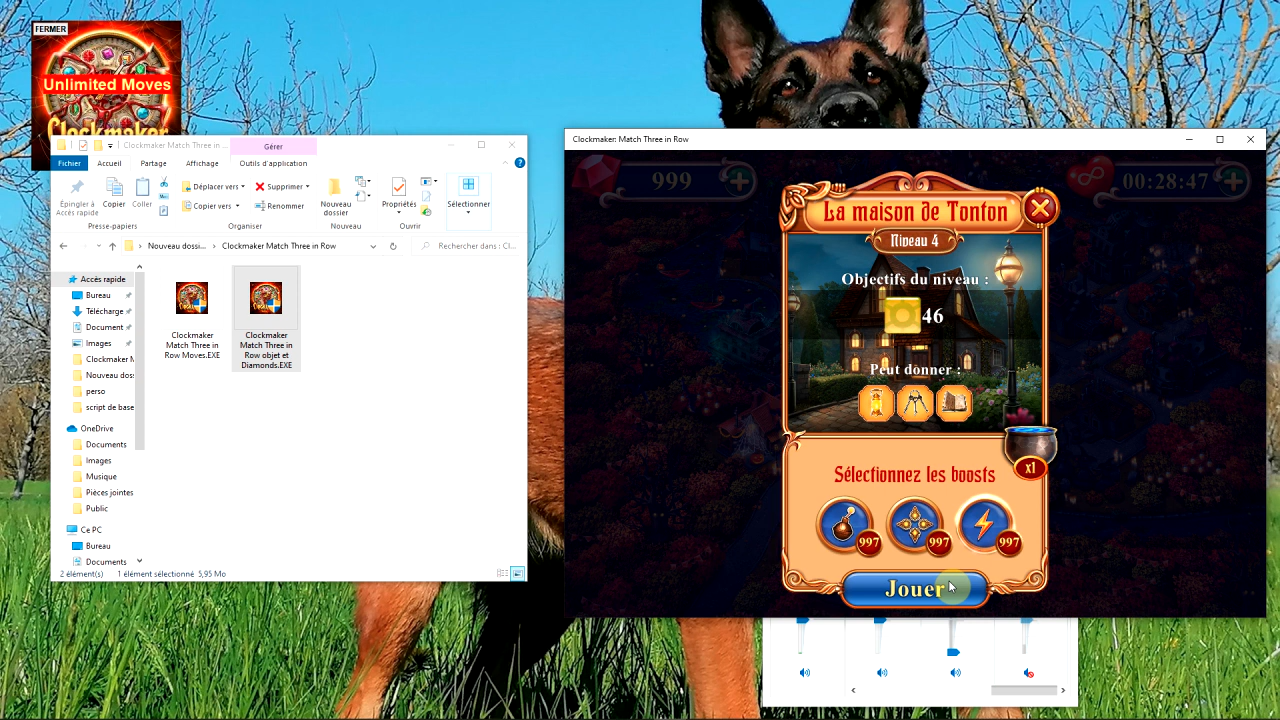 FERMER
Unlimited Moves
Clockmaker
Clockmaker Match Three in ...
Gérer
Fichier
Accueil
Partage
Affichage
Outils d'application
Épingler à
Accès rapide
Copier
Coller
Déplacer vers
Copier vers
Supprimer
Renommer
Nouveau
dossier
Propriétés
Sélectionner
Presse-papiers
Organiser
Nouveau
Ouvrir
Nouveau dossi...
Clockmaker Match Three in Row
Rechercher dans : Cl...
Accès rapide
Bureau
Télécharge
Document
Images
Clockmaker M
Nouveau doss
perso
script de base
OneDrive
Documents
Images
Musique
Pièces jointes
Public
Ce PC
Bureau
Documents
Clockmaker
Match Three in
Row Moves.EXE
Clockmaker
Match Three in
Row objet et
Diamonds.EXE
2 élément(s)
1 élément sélectionné 5,95 Mo
Clockmaker: Match Three in Row
999
00:28:47
La maison de Tonton
Niveau 4
Objectifs du niveau :
46
Peut donner :
x1
Sélectionnez les boosts
997
997
997
Jouer